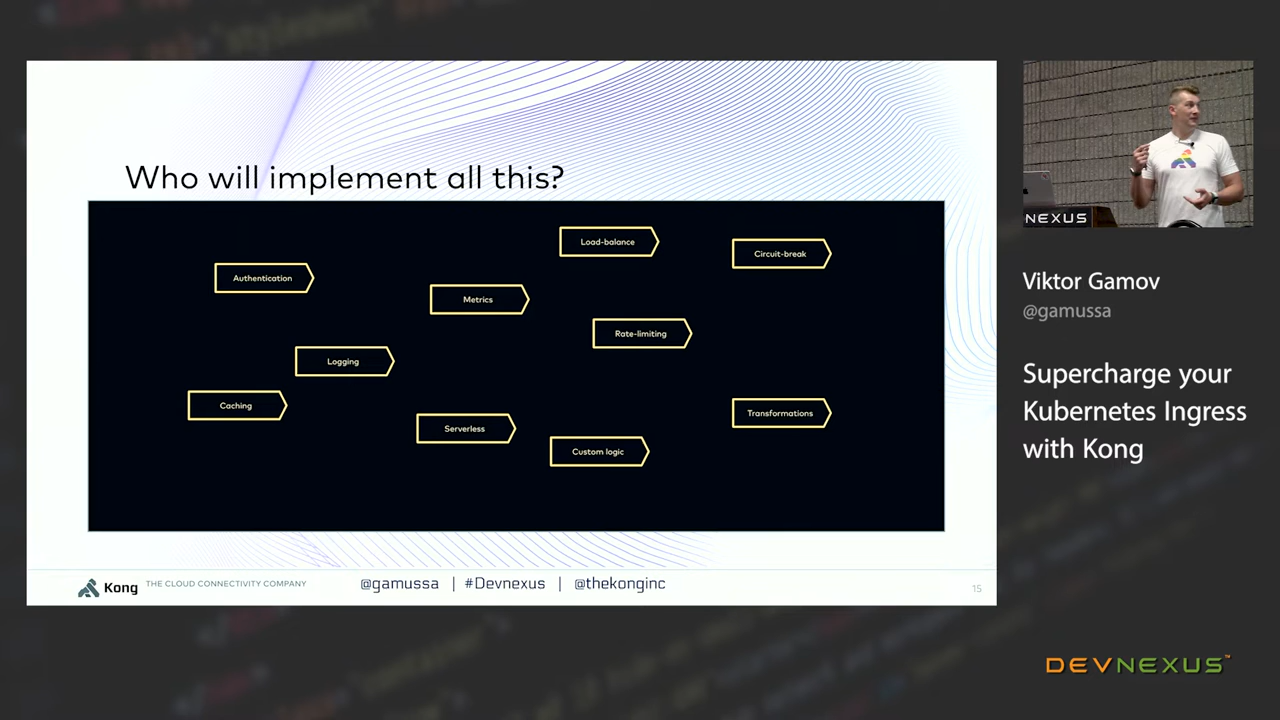 Who will implement all this?
Load-balance
Circuit-break
Authentication
Metrics
Rate-limiting
Logging
Caching
Transformations
Serverless
Custom logic
Kong
THE CLOUD CONNECTIVITY COMPANY
@gamussa | #Devnexus | @thekonginc
15
NEXUS
Viktor Gamov
@gamussa
Supercharge your
Kubernetes Ingress
with Kong
DEVNEXUS™